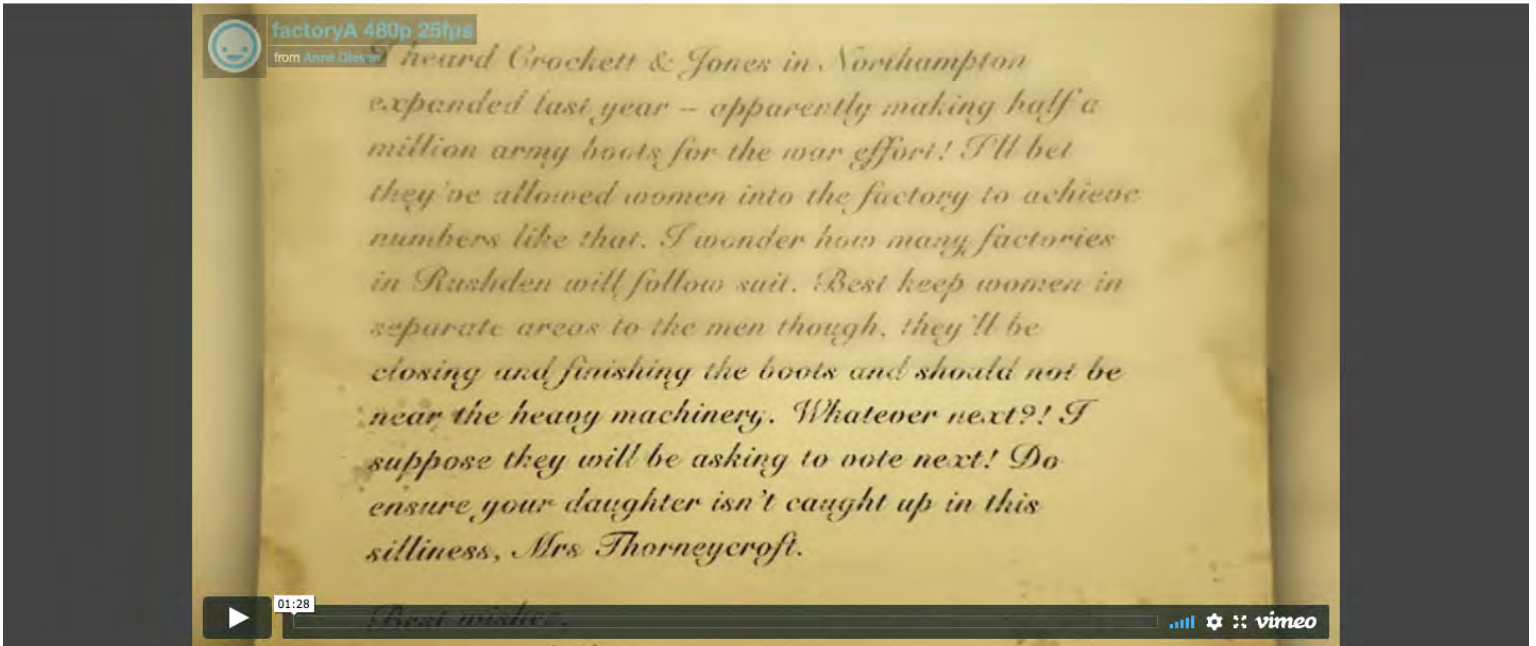 factoryA 480p 25fps
from Anne Olesen
I heard Crockett & Jones in Northampton
expanded last year – apparently making half a
million army boots for the war effort! I'll bet
they've allowed women into the factory to achieve
numbers like that. I wonder how many factories
in Rushden will follow suit. Best keep women in
separate areas to the men though, they'll be
closing and finishing the boots and should not be
near the heavy machinery. Whatever next?! I
suppose they will be asking to vote next! Do
ensure your daughter isn't caught up in this
silliness, Mrs Thorneycroft.
Best wishes,
01:28
vimeo